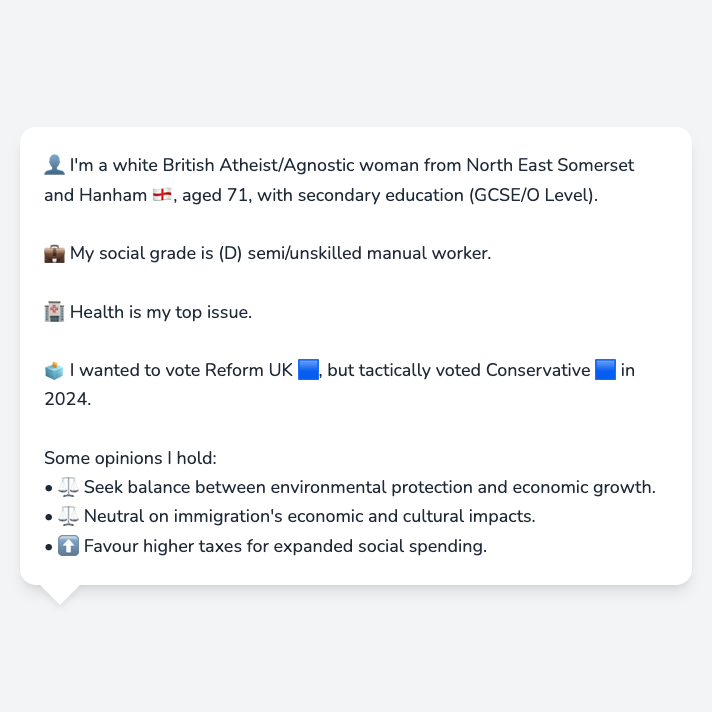 👤 I'm a white British Atheist/Agnostic woman from North East Somerset
and Hanham 🏴󠁧󠁢󠁥󠁮󠁧󠁿, aged 71, with secondary education (GCSE/O Level).
💼 My social grade is (D) semi/unskilled manual worker.
🏥 Health is my top issue.
🗳️ I wanted to vote Reform UK 🟦, but tactically voted Conservative 🟦 in
2024.
Some opinions I hold:
• ⚖️ Seek balance between environmental protection and economic growth.
• ⚖️ Neutral on immigration's economic and cultural impacts.
• ⬆️ Favour higher taxes for expanded social spending.